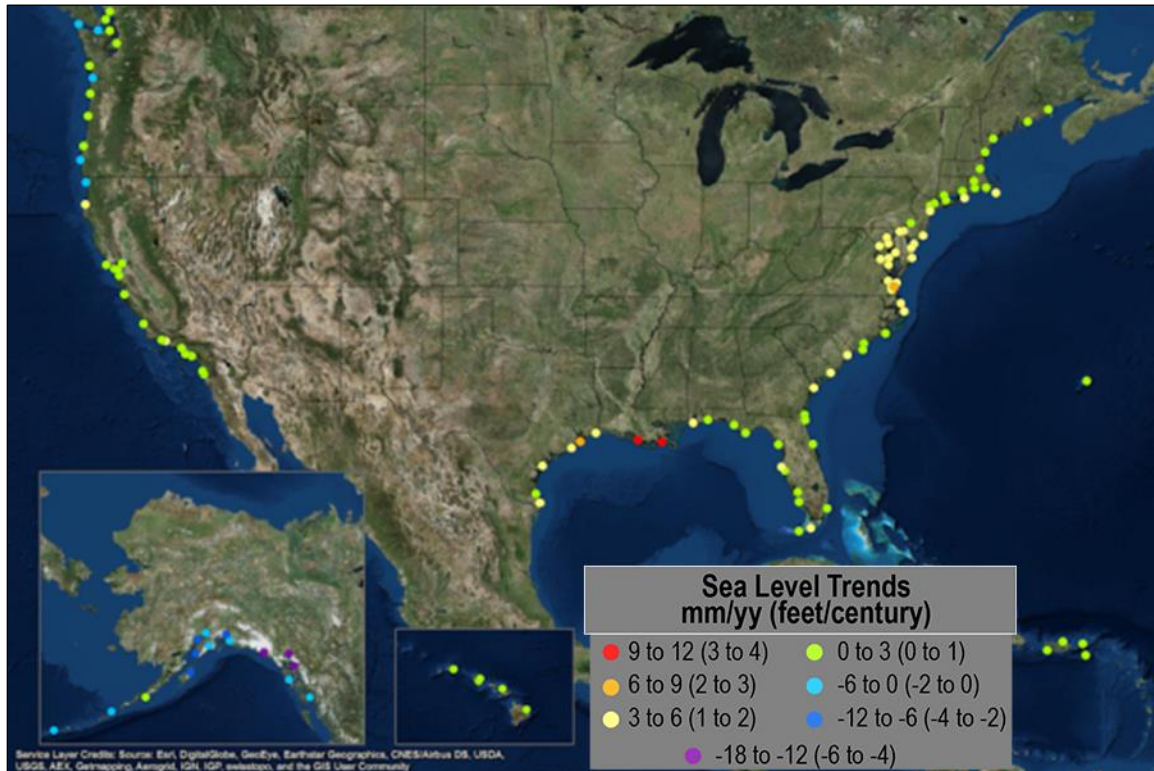 Sea Level Trends
mm/yy (feet/century)
9 to 12 (3 to 4)
0 to 3 (0 to 1)
6 to 9 (2 to 3)
-6 to 0 (-2 to 0)
3 to 6 (1 to 2)
-12 to -6 (-4 to -2)
-18 to -12 (-6 to -4)
Service Layer Credits: Source: Esri, DigitalGlobe, GeoEye, Earthstar Geographics, CNES/Airbus DS, USDA,
USGS, AEX, Getmapping, Aerogrid, IGN, IGP, swisstopo, and the GIS User Community